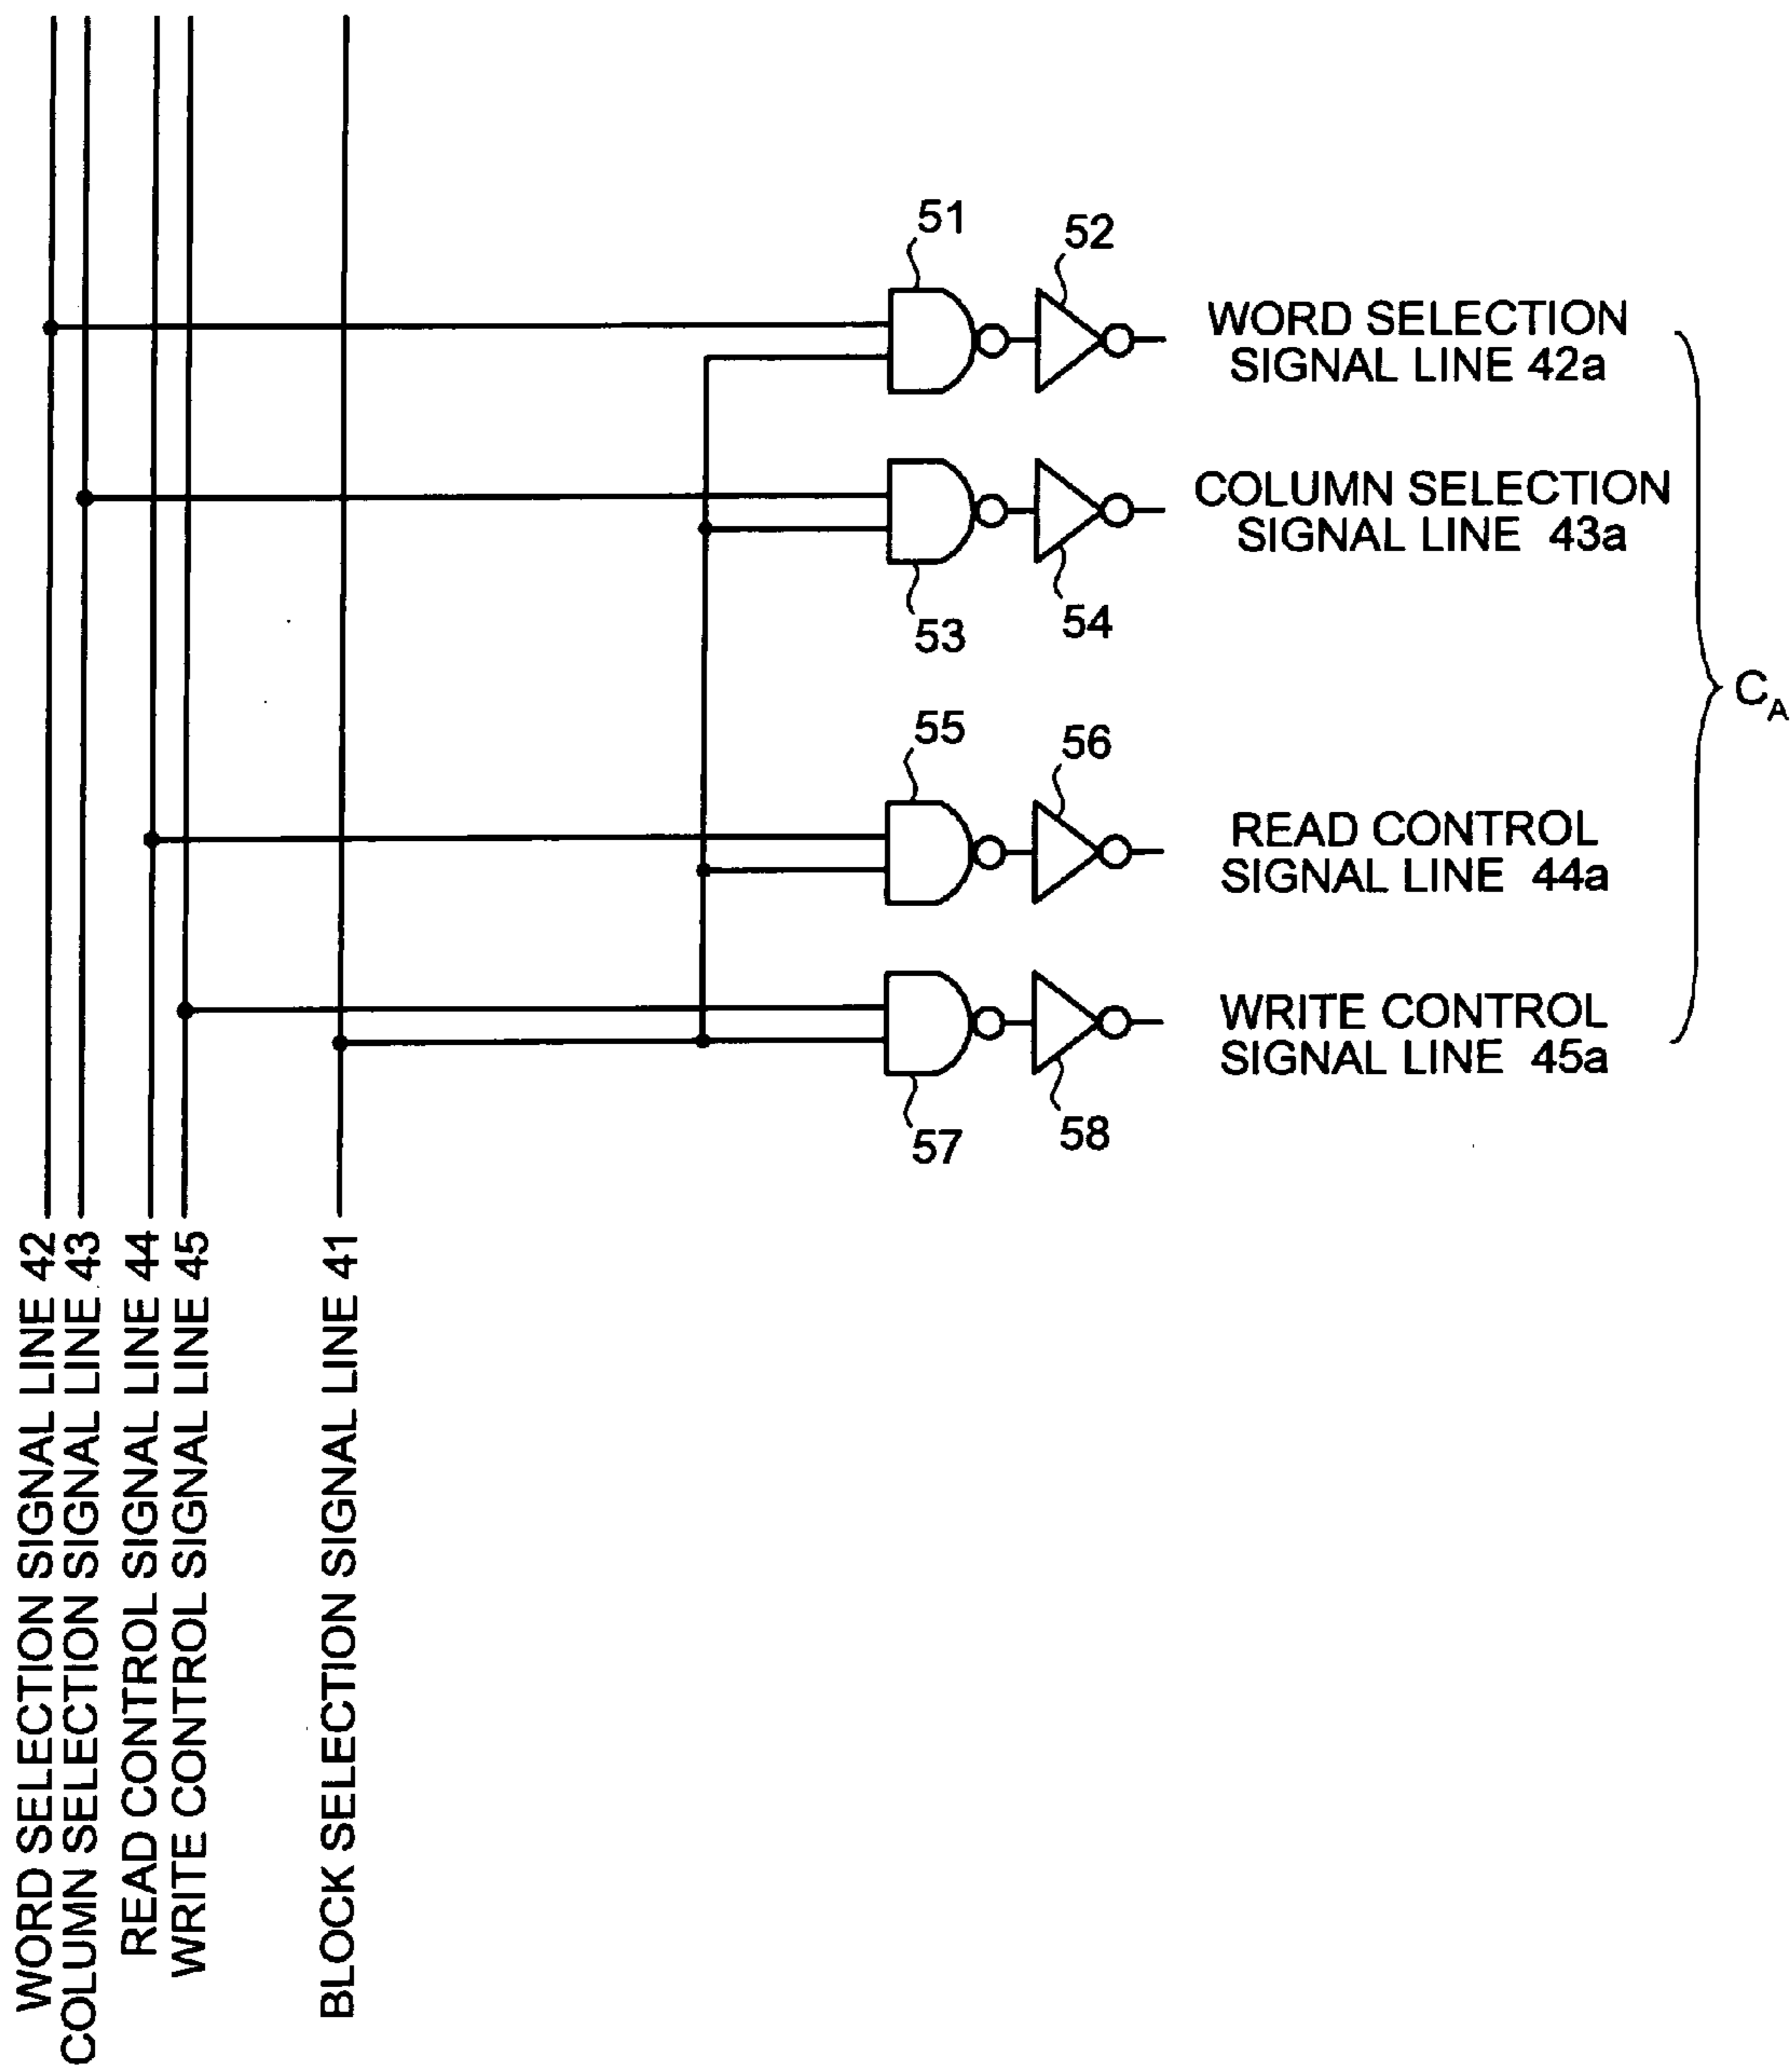 51
52
WORD SELECTION
SIGNAL LINE 42a
COLUMN SELECTION
SIGNAL LINE 43a
53
54
C_A
55
56
READ CONTROL
SIGNAL LINE 44a
WRITE CONTROL
SIGNAL LINE 45a
57
58
WORD SELECTION SIGNAL LINE 42
COLUMN SELECTION SIGNAL LINE 43
READ CONTROL SIGNAL LINE 44
WRITE CONTROL SIGNAL LINE 45
BLOCK SELECTION SIGNAL LINE 41